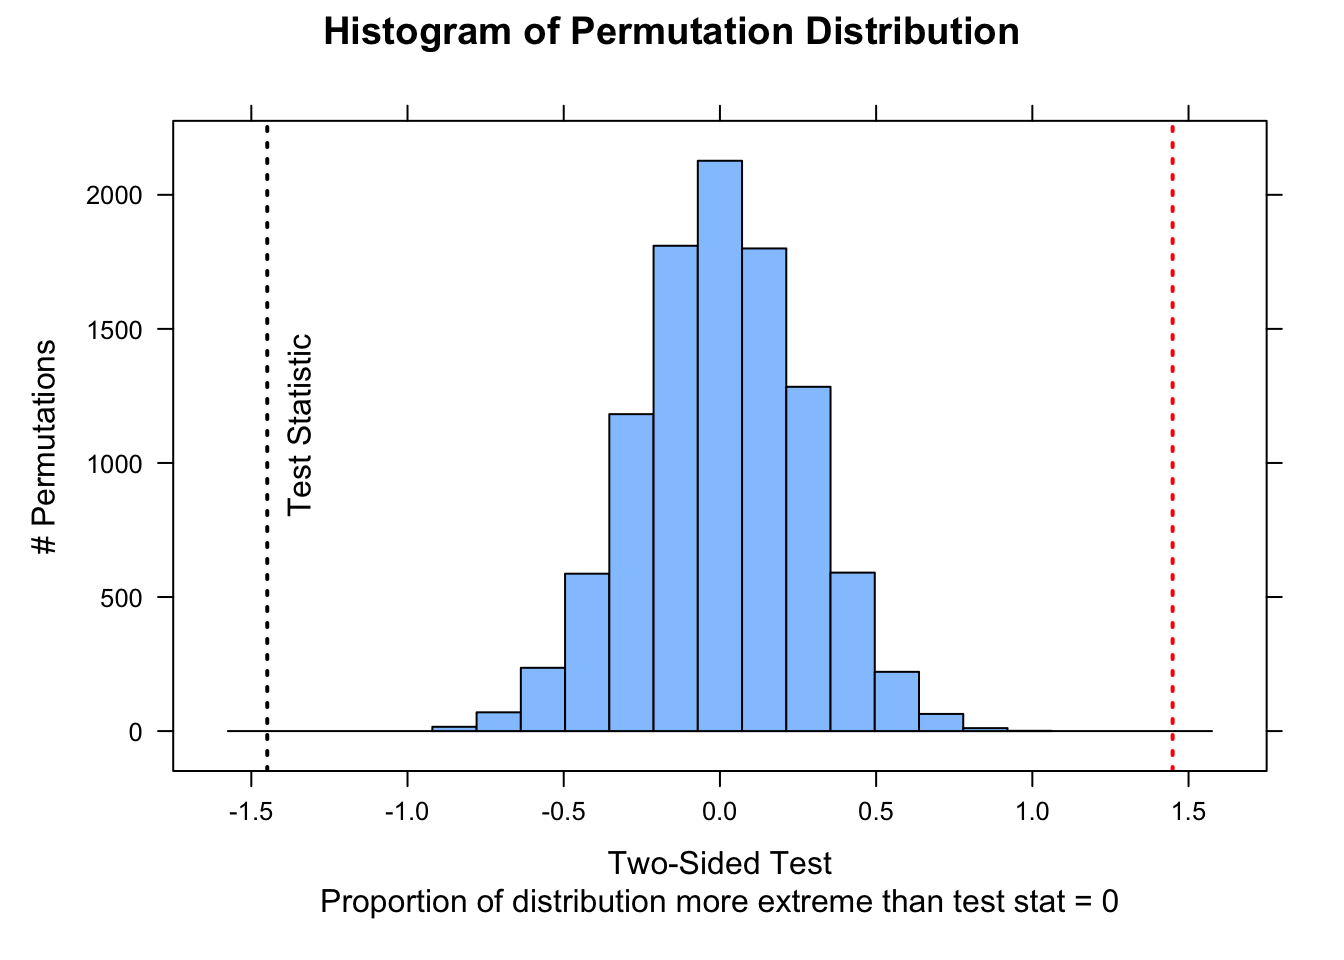 Histogram of Permutation Distribution
# Permutations
2000
1500
1000
500
0
Test Statistic
-1.5 -1.0 -0.5 0.0 0.5 1.0 1.5
Two-Sided Test
Proportion of distribution more extreme than test stat = 0